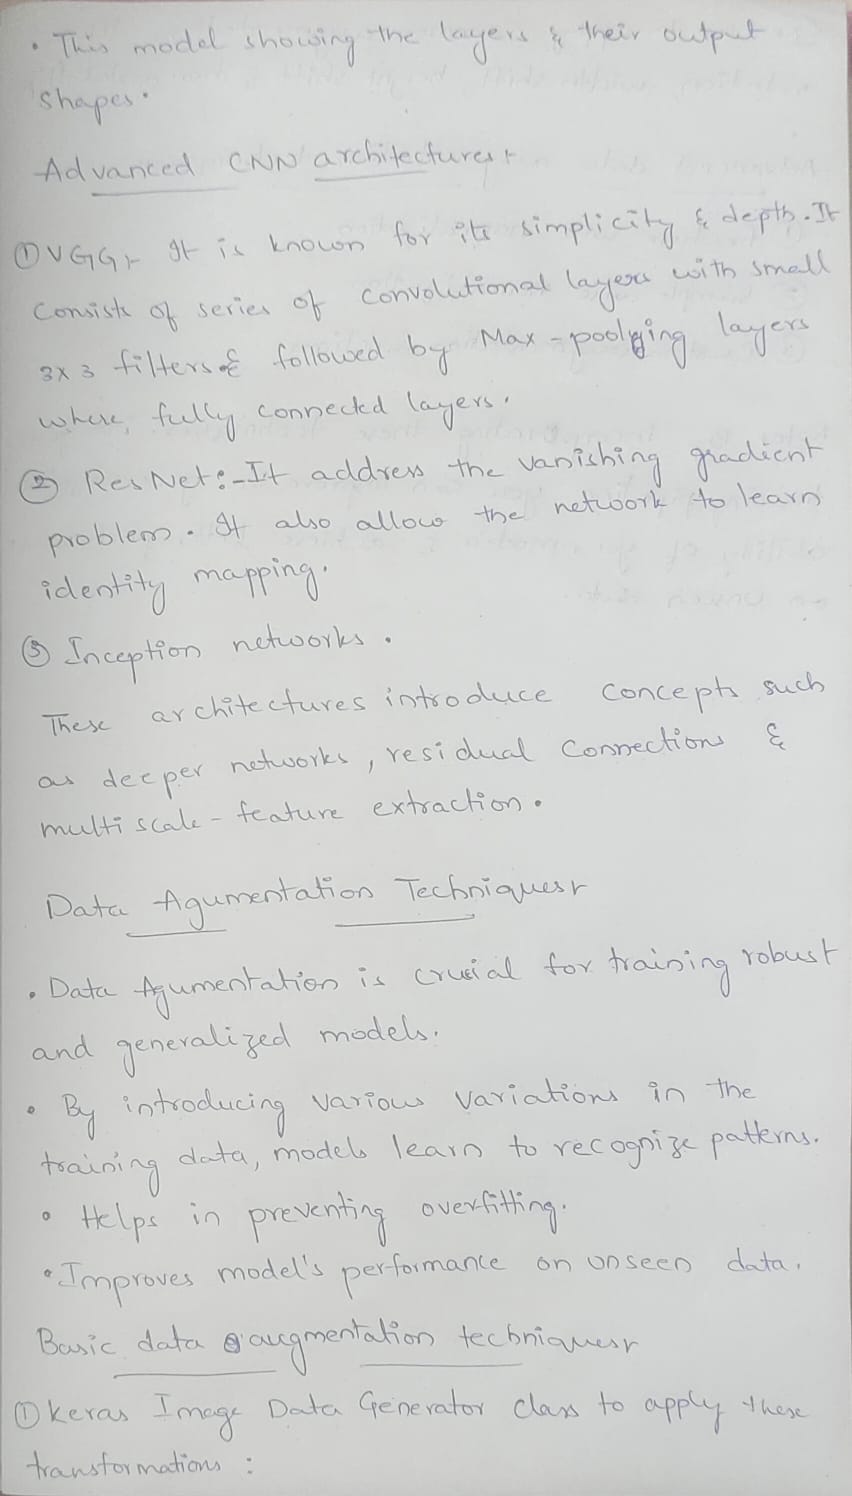 • This model showing the layers & their output
shapes.
Advanced CNN architectures:-
① VGG:- It is known for its simplicity & depth. It
consists of series of convolutional layers with small
3x3 filters & followed by Max-pooling layers
where, fully connected layers.
② ResNet:- It address the vanishing gradient
problem. It also allow the network to learn
identity mapping.
③ Inception networks.
These architectures introduce concepts such
as deeper networks, residual connections &
multi scale-feature extraction.
Data Agumentation Techniques:-
• Data Agumentation is crucial for training robust
and generalized models.
• By introducing various variations in the
training data, models learn to recognize patterns.
• Helps in preventing overfitting.
• Improves model's performance on unseen data.
Basic data augmentation techniques:-
① Keras Image Data Generator class to apply these
transformations :